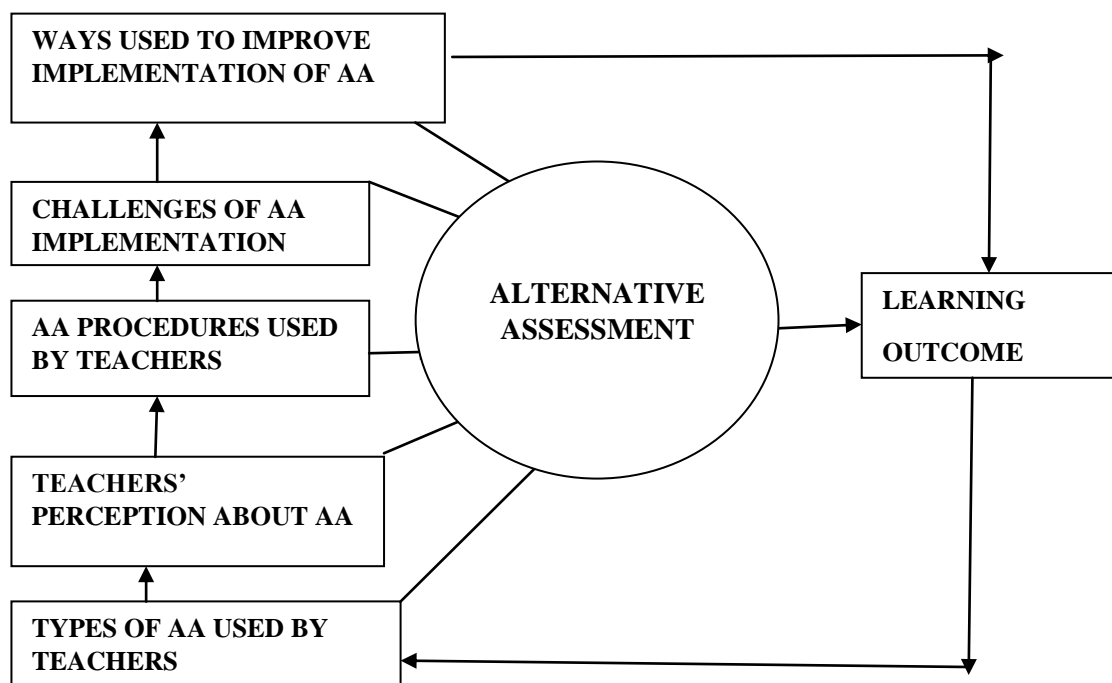 WAYS USED TO IMPROVE
IMPLEMENTATION OF AA
CHALLENGES OF AA
IMPLEMENTATION
AA PROCEDURES USED
BY TEACHERS
TEACHERS’
PERCEPTION ABOUT AA
TYPES OF AA USED BY
TEACHERS
ALTERNATIVE
ASSESSMENT
LEARNING
OUTCOME